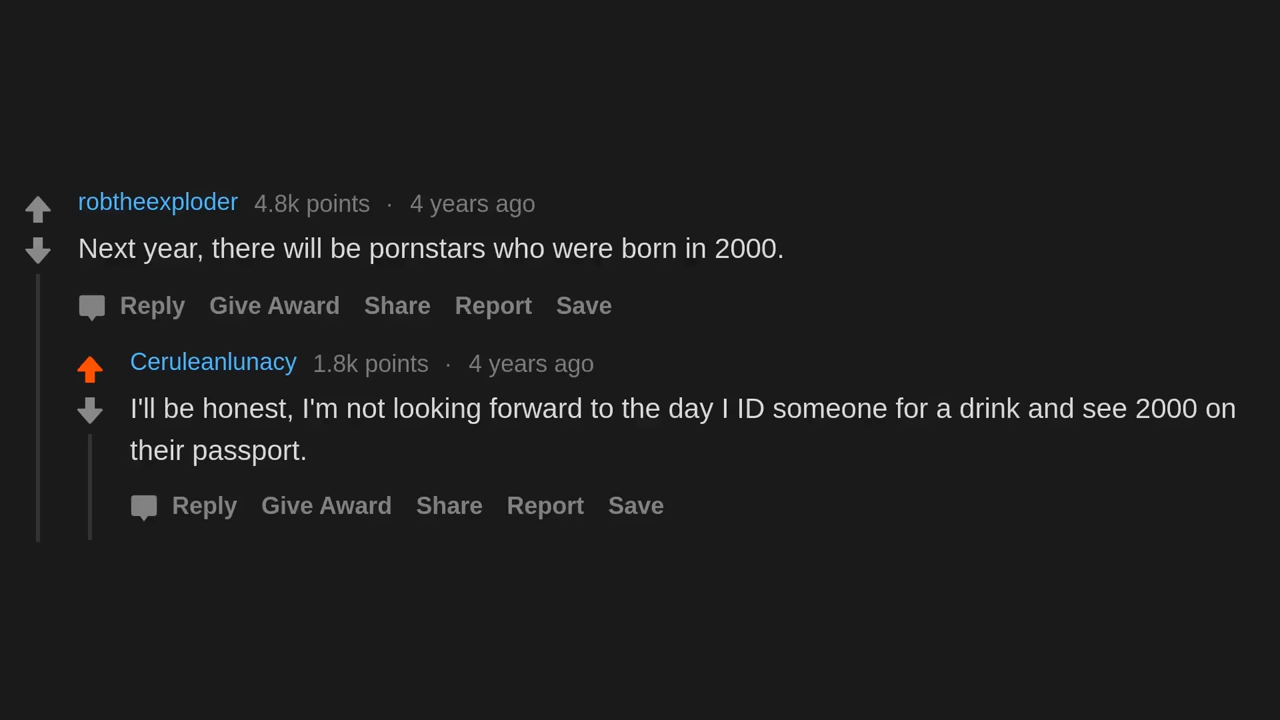 robtheexploder 4.8k points · 4 years ago
Next year, there will be pornstars who were born in 2000.
Reply Give Award Share Report Save
Ceruleanlunacy 1.8k points · 4 years ago
I'll be honest, I'm not looking forward to the day I ID someone for a drink and see 2000 on
their passport.
Reply Give Award Share Report Save